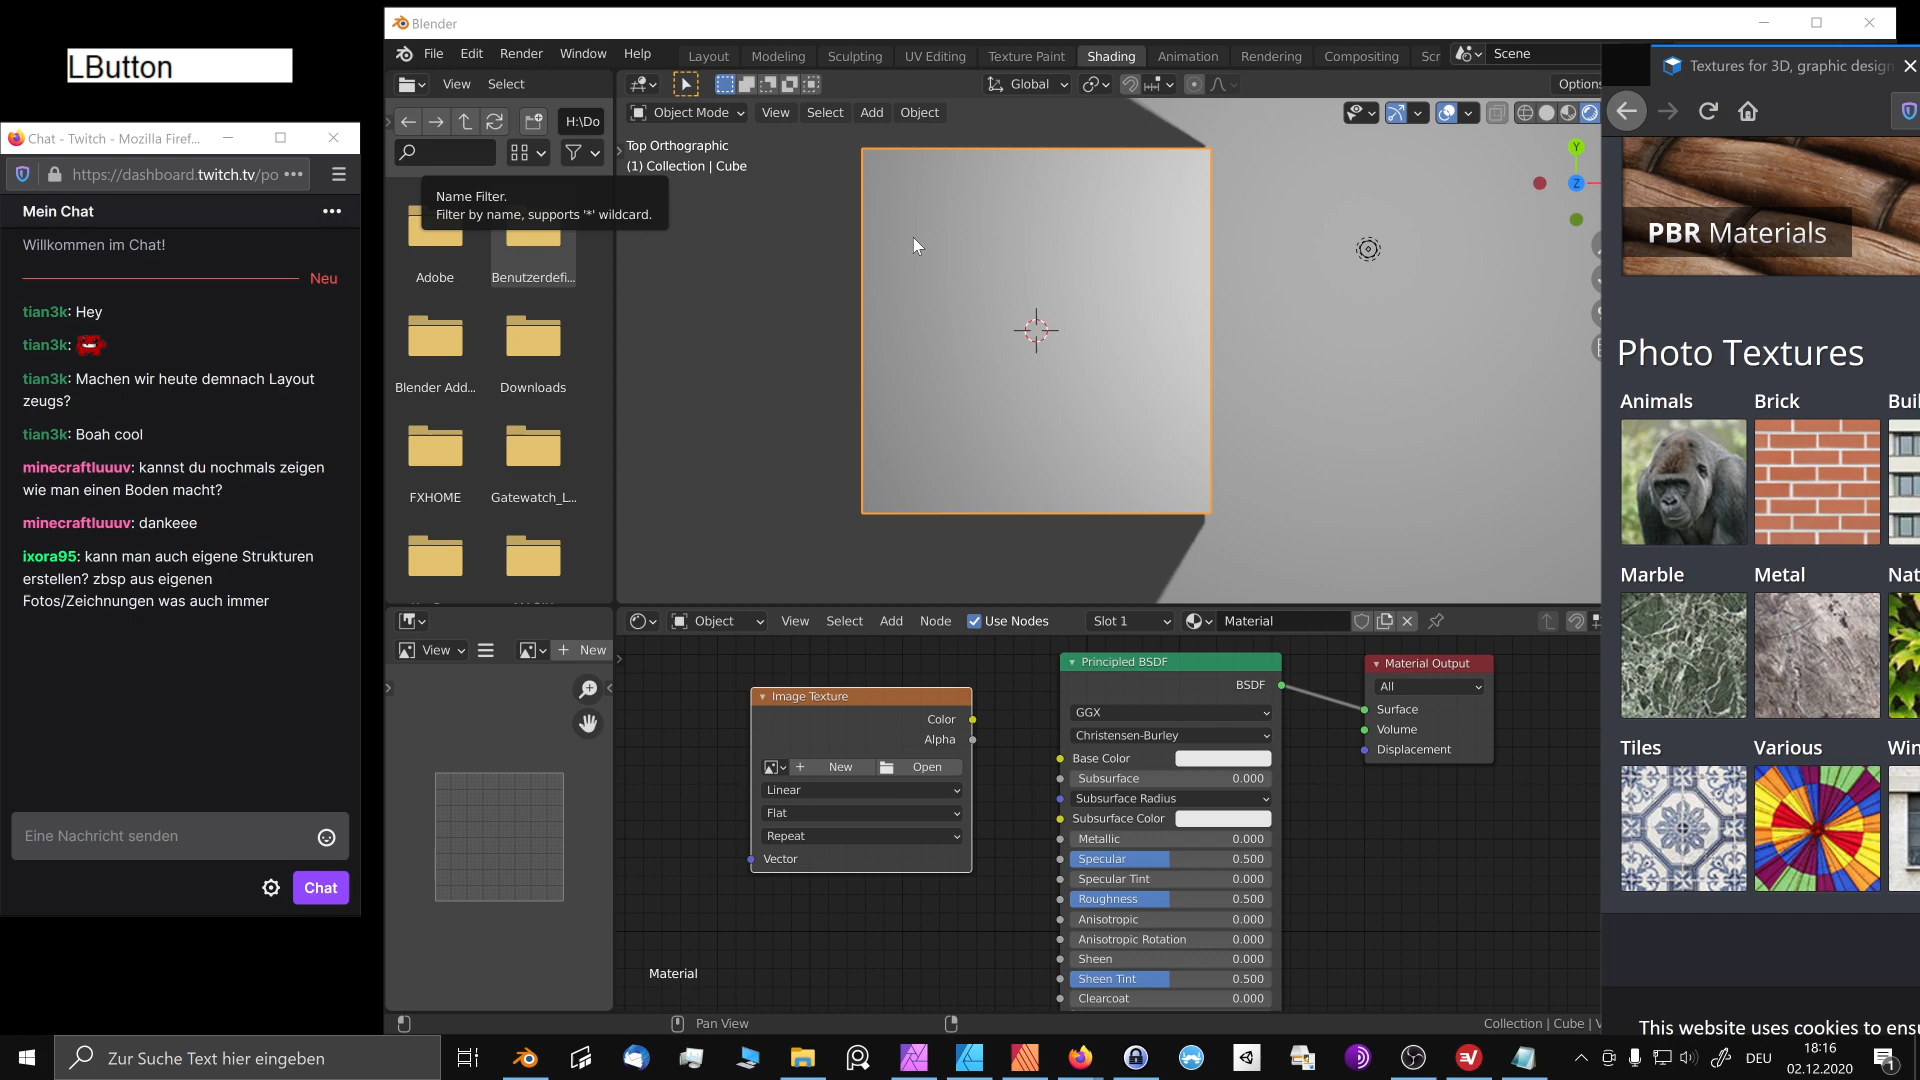 LButton
Chat - Twitch - Mozilla Firef...
https://dashboard.twitch.tv/po
Mein Chat
Willkommen im Chat!
Neu
tian3k: Hey
tian3k:
tian3k: Machen wir heute demnach Layout
zeugs?
tian3k: Boah cool
minecraftluuuv: kannst du nochmals zeigen
wie man einen Boden macht?
minecraftluuuv: dankeee
ixora95: kann man auch eigene Strukturen
erstellen? zbsp aus eigenen
Fotos/Zeichnungen was auch immer
Eine Nachricht senden
Chat
Blender
File Edit Render Window Help
Layout Modeling Sculpting UV Editing Texture Paint Shading Animation Rendering Compositing Scr
Scene
View Select
Global
Options
H:\Do
Object Mode View Select Add Object
Name Filter.
Filter by name, supports '*' wildcard.
Adobe
Benutzerdefi...
Blender Add...
Downloads
FXHOME
Gatewatch_L...
Top Orthographic
(1) Collection | Cube
Y
Z
View
New
Object View Select Add Node Use Nodes Slot 1 Material
Image Texture
Color
Alpha
New
Open
Linear
Flat
Repeat
Vector
Principled BSDF
BSDF
GGX
Christensen-Burley
Base Color
Subsurface 0.000
Subsurface Radius
Subsurface Color
Metallic 0.000
Specular 0.500
Specular Tint 0.000
Roughness 0.500
Anisotropic 0.000
Anisotropic Rotation 0.000
Sheen 0.000
Sheen Tint 0.500
Clearcoat 0.000
Material Output
All
Surface
Volume
Displacement
Material
Pan View
Collection | Cube | V
Textures for 3D, graphic design
PBR Materials
Photo Textures
Animals
Brick
Buil
Marble
Metal
Nat
Tiles
Various
Win
This website uses cookies to ensu
Zur Suche Text hier eingeben
DEU
18:16
02.12.2020
1